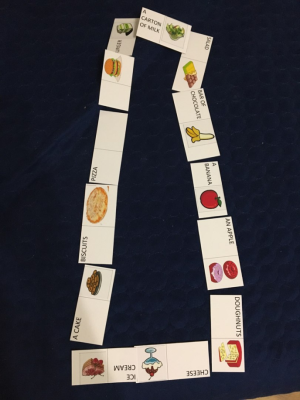 A
CARTON
OF MILK
SALAD
BAR OF
CHOCOLATE
A
BANANA
AN APPLE
DOUGHNUTS
CHEESE
ICE
CREAM
A CAKE
BISCUITS
PIZZA